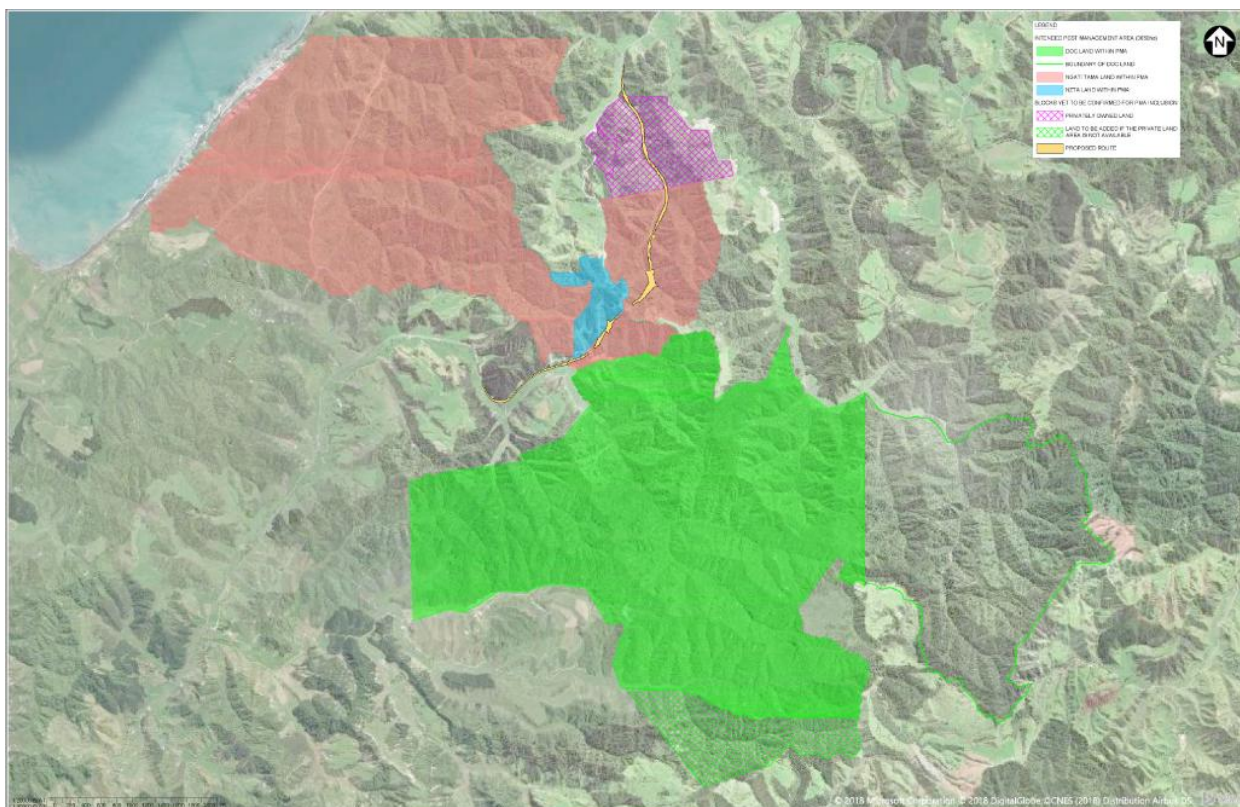 LEGEND
INTENDED PEST MANAGEMENT AREA
DOC LAND WITHIN PMA
BOUNDARY OF DOC LAND
NGATI TAMA LAND WITHIN PMA
NZTA LAND WITHIN PMA
BLOCKS YET TO BE CONFIRMED FOR PMA INCLUSION
PRIVATELY OWNED LAND
LAND TO BE ADDED IF THE PRIVATE LAND
AREA IS NOT AVAILABLE
PROPOSED ROUTE
N
© 2018 Microsoft Corporation © 2018 DigitalGlobe ©CNES (2018) Distribution Airbus DS